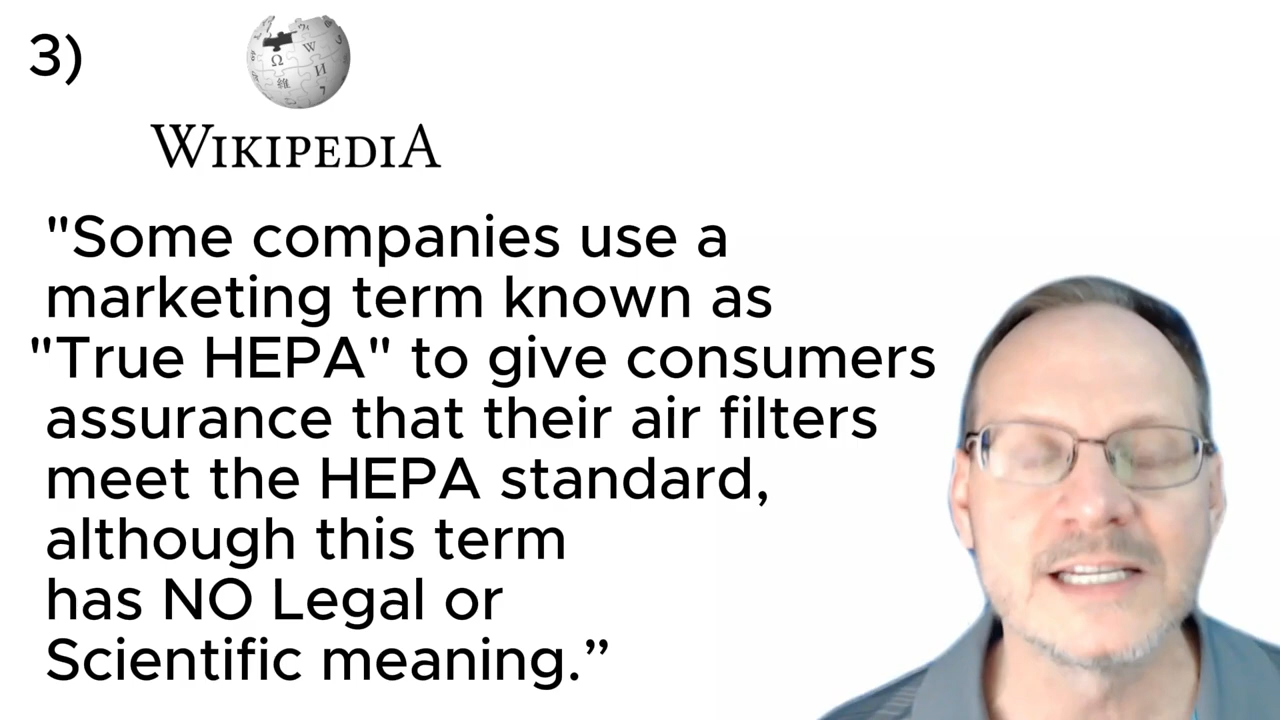 3)
Ω W И 維
WIKIPEDIA
"Some companies use a
marketing term known as
"True HEPA" to give consumers
assurance that their air filters
meet the HEPA standard,
although this term
has NO Legal or
Scientific meaning.”